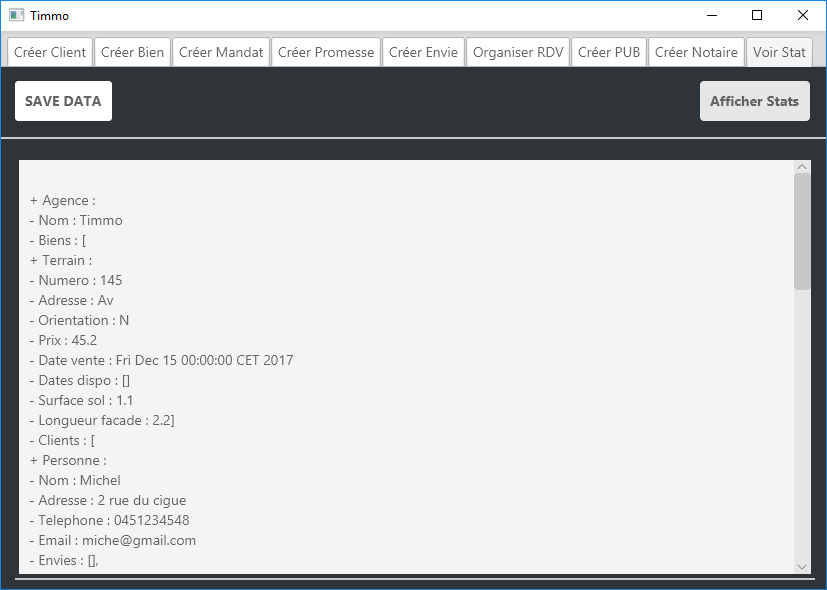 Timmo
Créer Client Créer Bien Créer Mandat Créer Promesse Créer Envie Organiser RDV Créer PUB Créer Notaire Voir Stat
SAVE DATA Afficher Stats
+ Agence :
- Nom : Timmo
- Biens : [
+ Terrain :
- Numero : 145
- Adresse : Av
- Orientation : N
- Prix : 45.2
- Date vente : Fri Dec 15 00:00:00 CET 2017
- Dates dispo : []
- Surface sol : 1.1
- Longueur facade : 2.2]
- Clients : [
+ Personne :
- Nom : Michel
- Adresse : 2 rue du cigue
- Telephone : 0451234548
- Email : miche@gmail.com
- Envies : [],